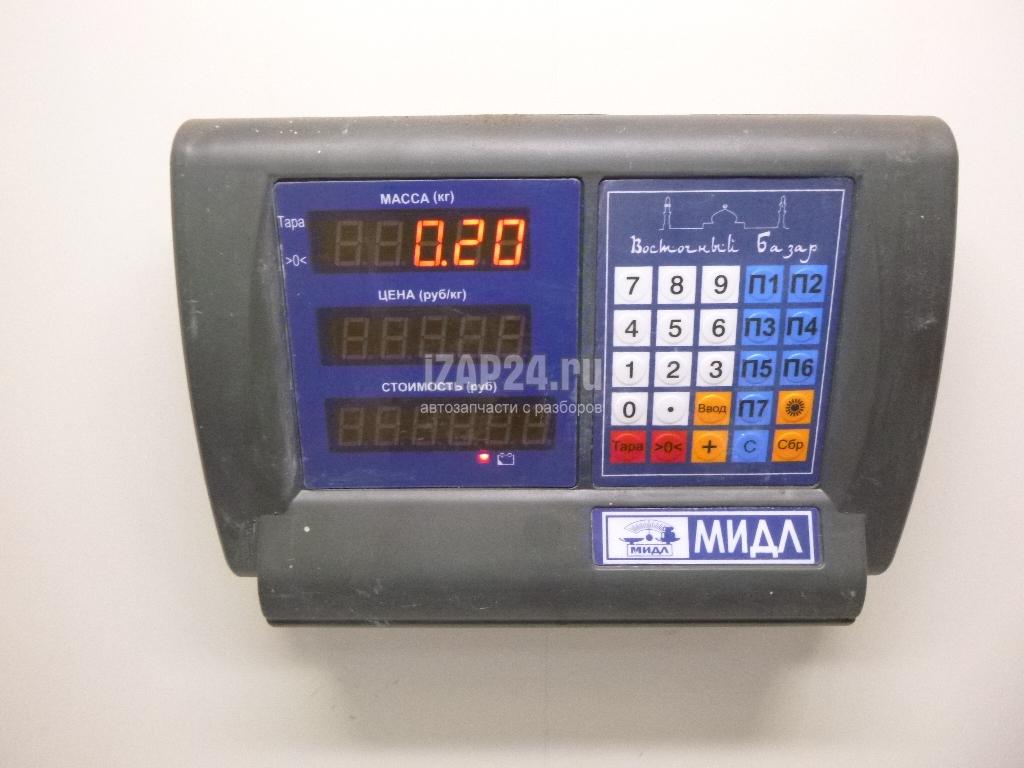 МАССА (кг)
Тара
0.20
>0<
ЦЕНА (руб/кг)
СТОИМОСТЬ (руб)
Восточный Базар
7 8 9 П1 П2
4 5 6 П3 П4
1 2 3 П5 П6
0 • Ввод П7
Тара >0< + С Сбр
МИДЛ
МИДЛ
iZAP24.ru
автозапчасти с разборов